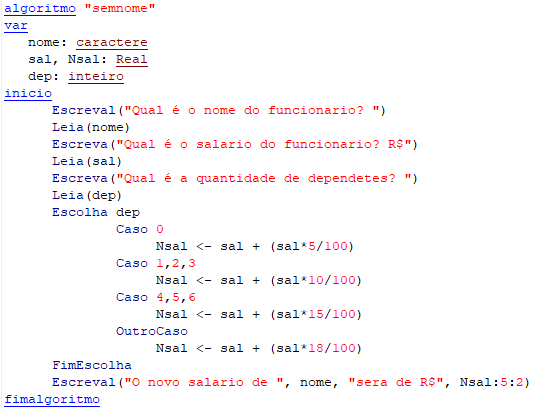 algoritmo "semnome"
var
   nome: caractere
   sal, Nsal: Real
   dep: inteiro
inicio
      Escreval("Qual é o nome do funcionario? ")
      Leia(nome)
      Escreva("Qual é o salario do funcionario? R$")
      Leia(sal)
      Escreva("Qual é a quantidade de dependetes? ")
      Leia(dep)
      Escolha dep
              Caso 0
                   Nsal <- sal + (sal*5/100)
              Caso 1,2,3
                   Nsal <- sal + (sal*10/100)
              Caso 4,5,6
                   Nsal <- sal + (sal*15/100)
              OutroCaso
                   Nsal <- sal + (sal*18/100)
      FimEscolha
      Escreval("O novo salario de ", nome, "sera de R$", Nsal:5:2)
fimalgoritmo